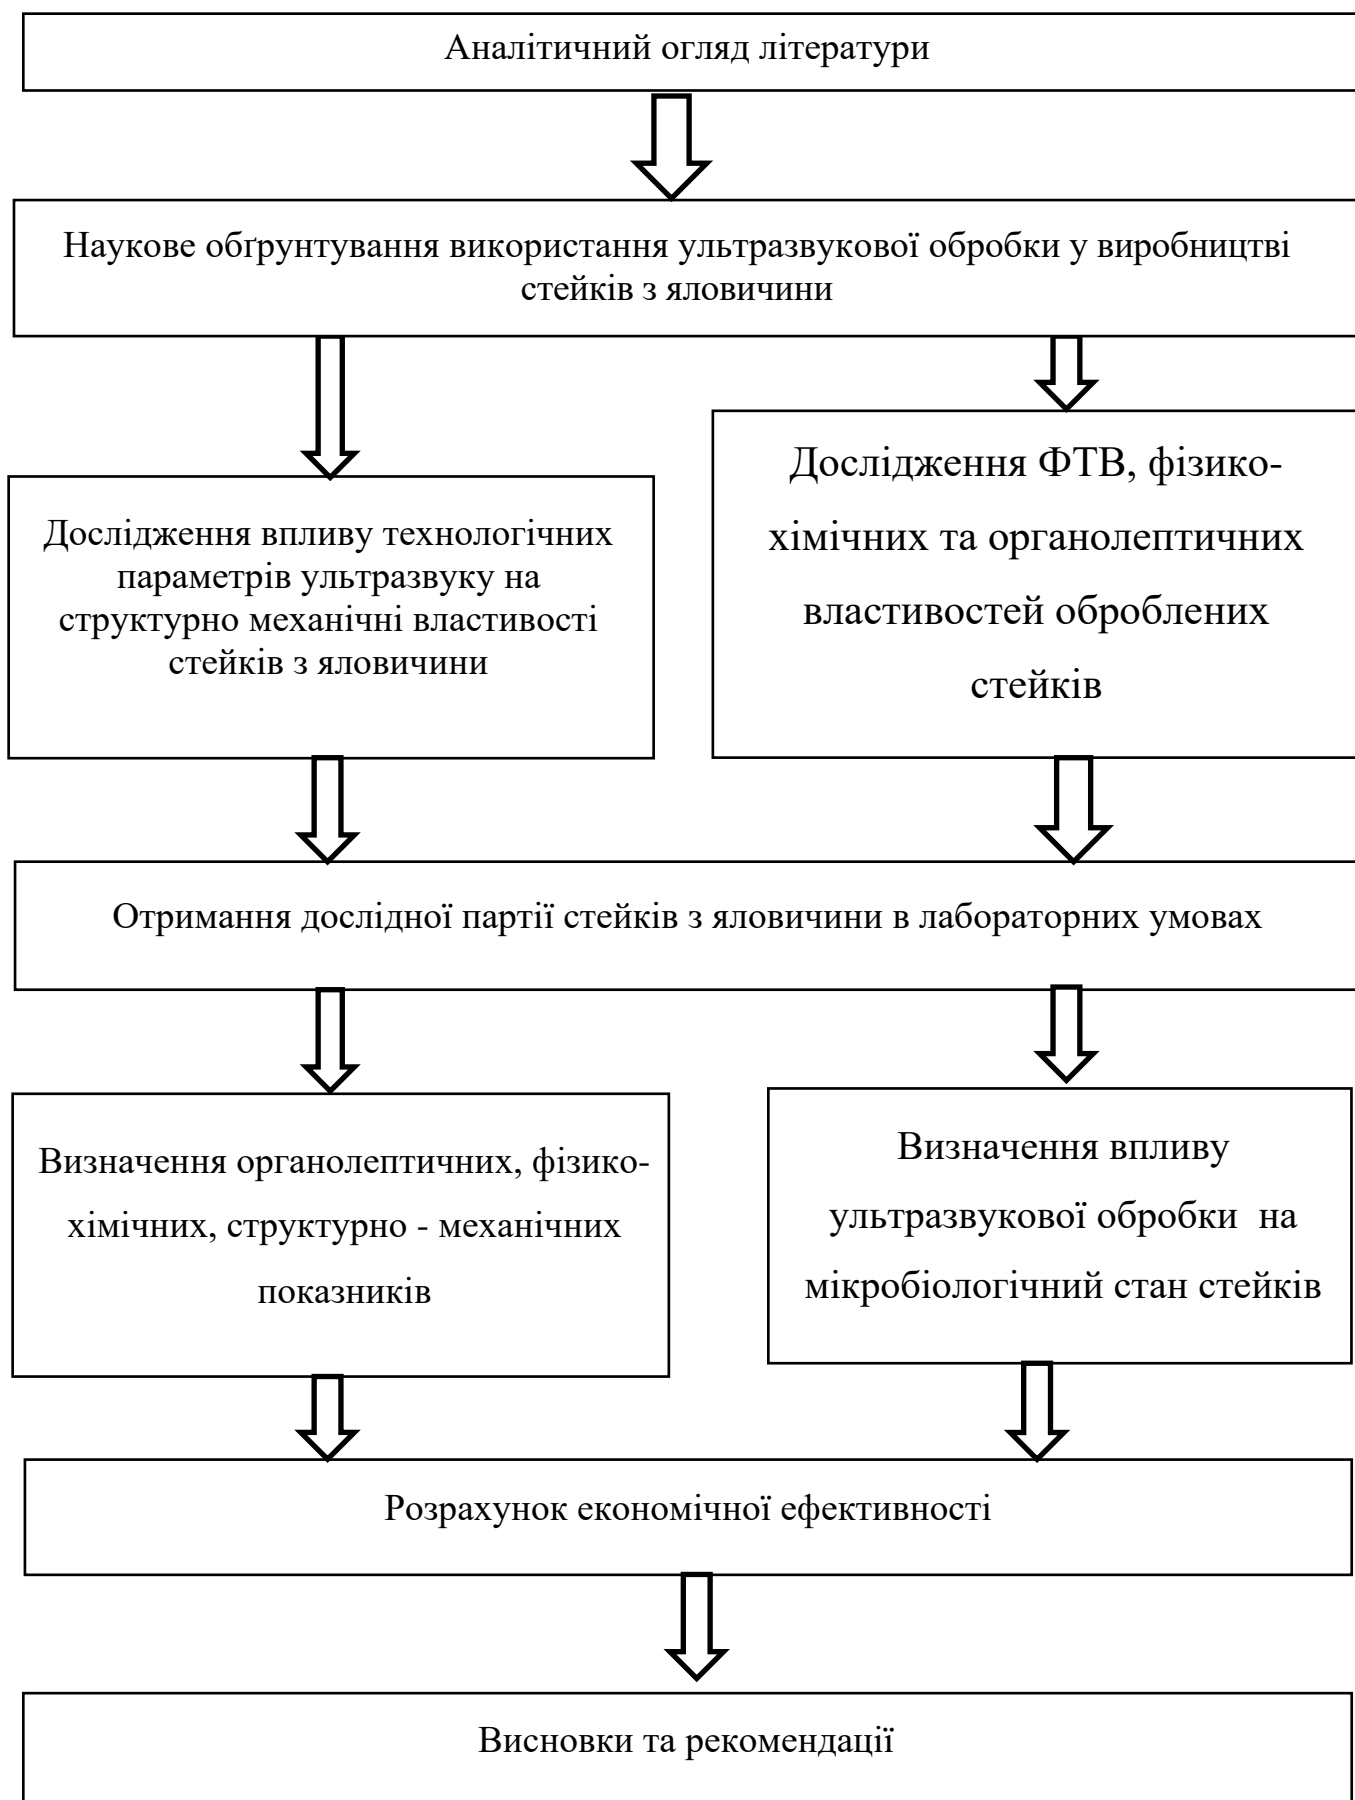 Аналітичний огляд літератури
Наукове обґрунтування використання ультразвукової обробки у виробництві
стейків з яловичини
Дослідження впливу технологічних
параметрів ультразвуку на
структурно механічні властивості
стейків з яловичини
Дослідження ФТВ, фізико-
хімічних та органолептичних
властивостей оброблених
стейків
Отримання дослідної партії стейків з яловичини в лабораторних умовах
Визначення органолептичних, фізико-
хімічних, структурно - механічних
показників
Визначення впливу
ультразвукової обробки  на
мікробіологічний стан стейків
Розрахунок економічної ефективності
Висновки та рекомендації